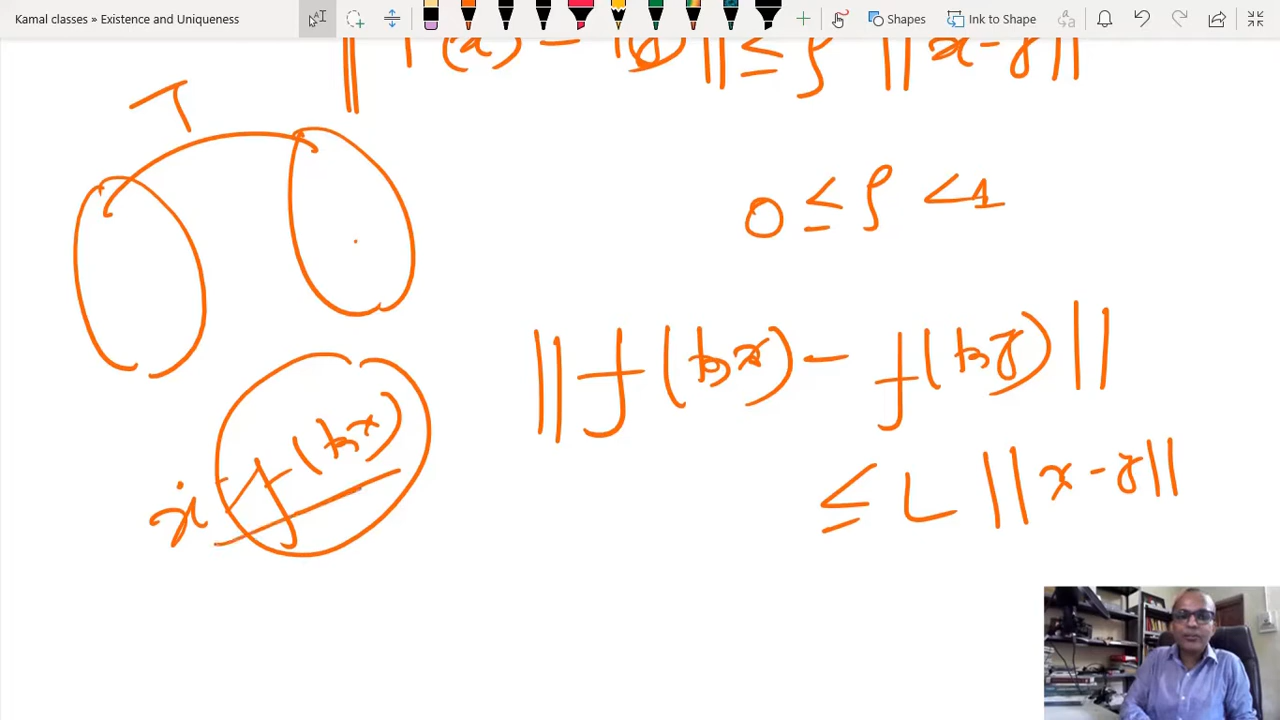 Kamal classes » Existence and Uniqueness
Shapes
Ink to Shape
|| T(x) - T(y) || ≤ ρ || x-y ||
T
0 ≤ ρ < 1
|| f(t,x) - f(t,y) ||
≤ L || x-y ||
ẋ = f(t,x)